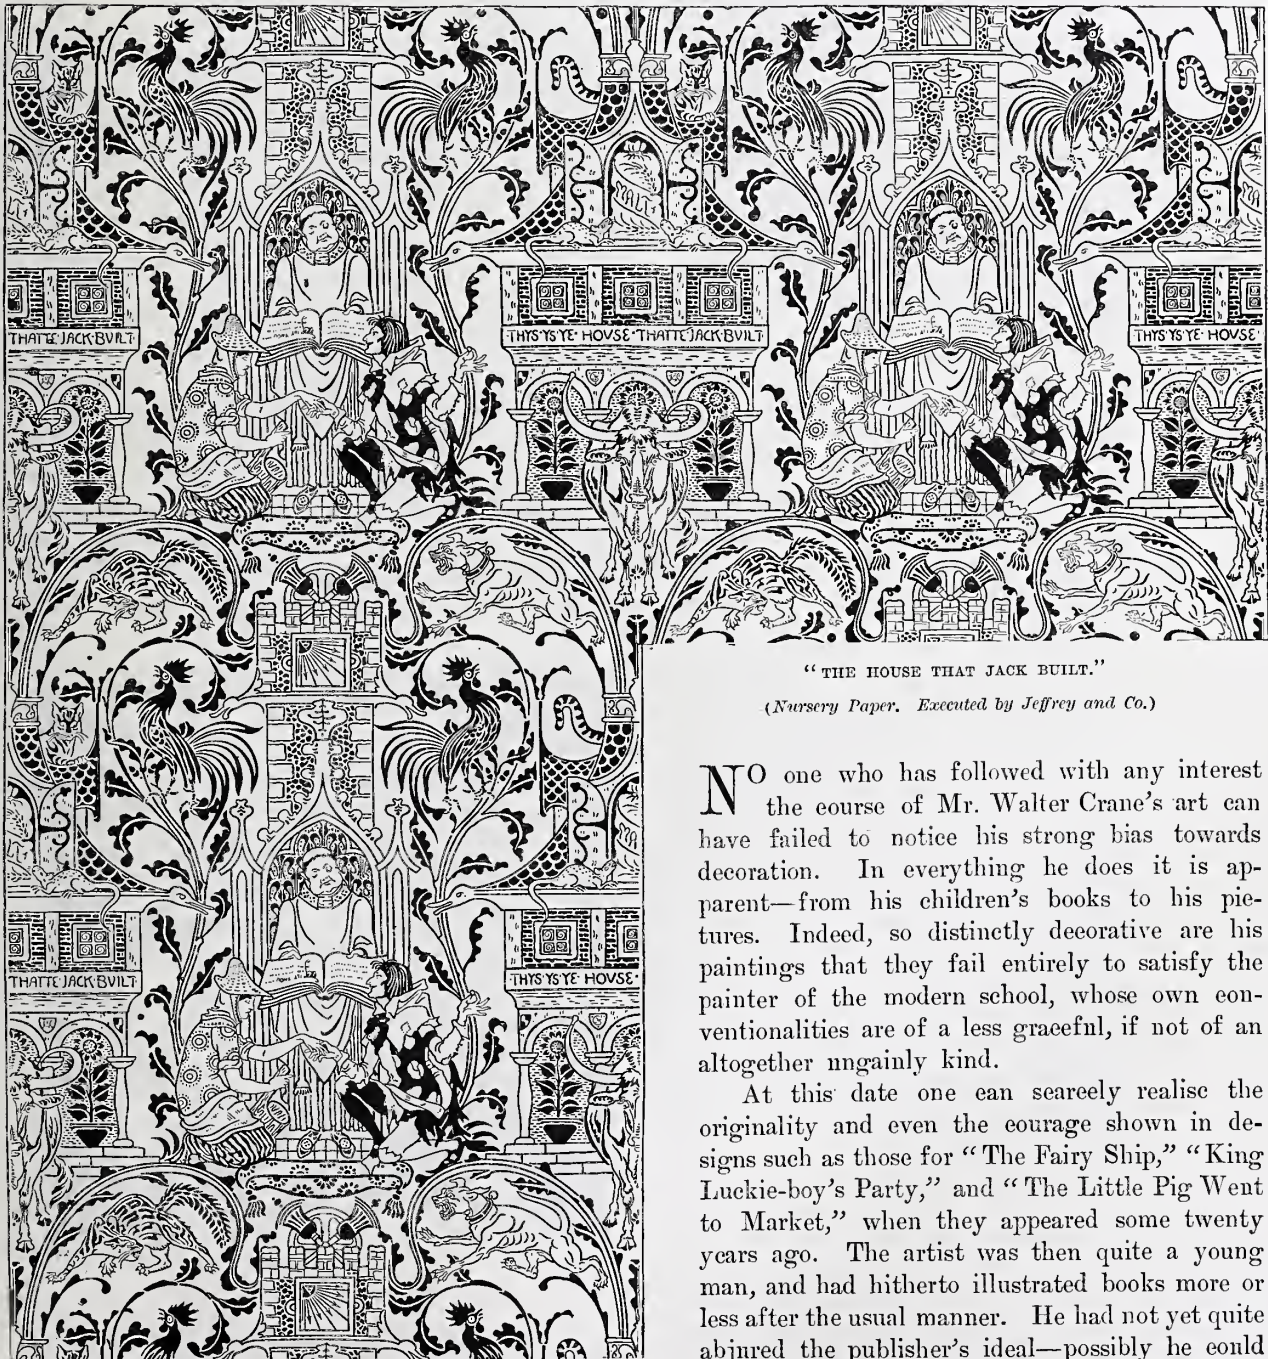 THATTE·JACK·BVILT·
THYS·YS·YE·HOVSE·THATTE·JACK·BVILT
THYS·YS·YE·HOVSE·
THATTE·JACK·BVILT·
THYS·YS·YE·HOVSE·
“THE HOUSE THAT JACK BUILT.”
(Nursery Paper. Executed by Jeffrey and Co.)
NO one who has followed with any interest
the course of Mr. Walter Crane’s art can
have failed to notice his strong bias towards
decoration. In everything he does it is ap-
parent—from his children’s books to his pic-
tures. Indeed, so distinctly decorative are his
paintings that they fail entirely to satisfy the
painter of the modern school, whose own con-
ventionalities are of a less graceful, if not of an
altogether ungainly kind.
At this date one can scarcely realise the
originality and even the courage shown in de-
signs such as those for “The Fairy Ship,” “King
Luckie-boy’s Party,” and “The Little Pig Went
to Market,” when they appeared some twenty
years ago. The artist was then quite a young
man, and had hitherto illustrated books more or
less after the usual manner. He had not yet quite
abjured the publisher’s ideal—possibly he could